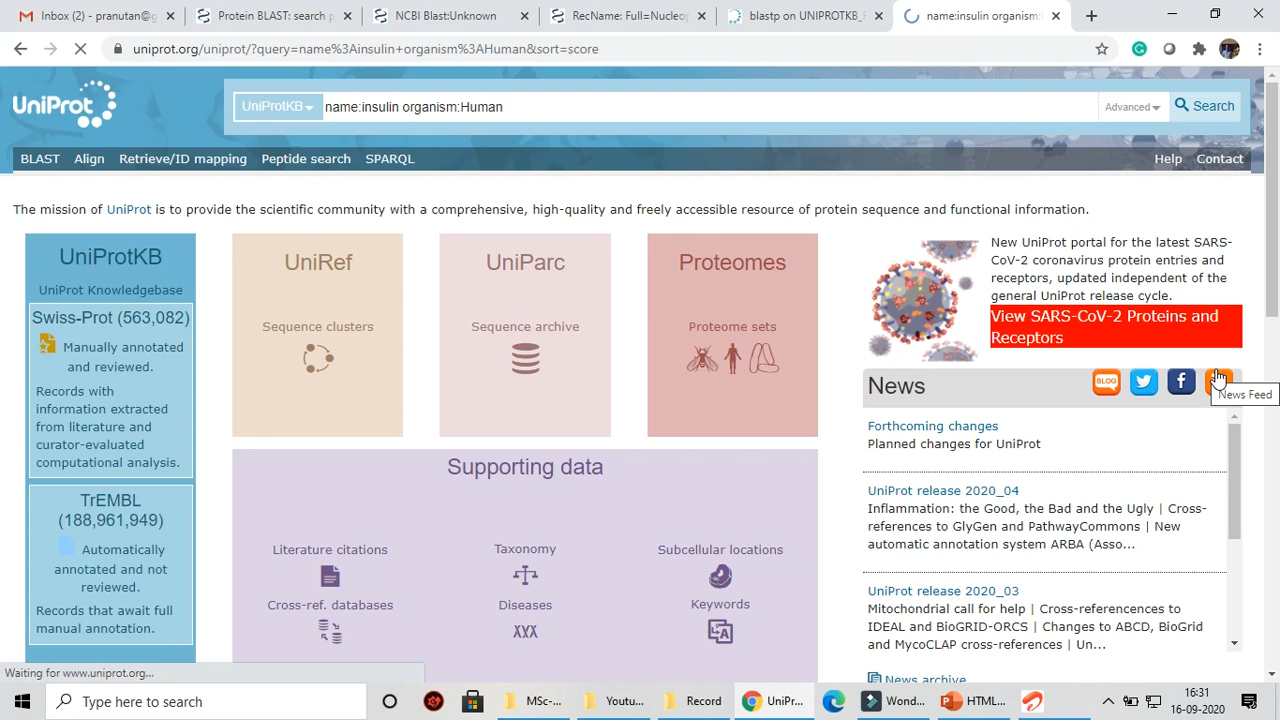 Inbox (914) - pranutan@g
Protein BLAST: search p
NCBI Blast:Unknown
RecName: Full=Nucleop
blastp on UNIPROTKB_
name:insulin organism:
uniprot.org/uniprot/?query=name%3Ainsulin+organism%3AHuman&sort=score
UniProt
UniProtKB
name:insulin organism:Human
Advanced
Search
BLAST Align Retrieve/ID mapping Peptide search SPARQL
Help Contact
The mission of UniProt is to provide the scientific community with a comprehensive, high-quality and freely accessible resource of protein sequence and functional information.
UniProtKB
UniProt Knowledgebase
Swiss-Prot (563,082)
Manually annotated
and reviewed.
Records with
information extracted
from literature and
curator-evaluated
computational analysis.
TrEMBL
(188,961,949)
Automatically
annotated and not
reviewed.
Records that await full
manual annotation.
UniRef
Sequence clusters
UniParc
Sequence archive
Proteomes
Proteome sets
Supporting data
Literature citations
Taxonomy
Subcellular locations
Cross-ref. databases
Diseases
Keywords
New UniProt portal for the latest SARS-
CoV-2 coronavirus protein entries and
receptors, updated independent of the
general UniProt release cycle.
View SARS-CoV-2 Proteins and
Receptors
News
BLOG
News Feed
Forthcoming changes
Planned changes for UniProt
UniProt release 2020_04
Inflammation: the Good, the Bad and the Ugly | Cross-
references to GlyGen and PathwayCommons | New
automatic annotation system ARBA (Asso...
UniProt release 2020_03
Mitochondrial call for help | Cross-referencences to
IDEAL and BioGRID-ORCS | Changes to ABCD, BioGrid
and MycoCLAP cross-references | Un...
News archive
Waiting for www.uniprot.org...
Type here to search
MSc-...
Youtu...
Record
UniPr...
Wond...
HTML...
16:31
16-09-2020